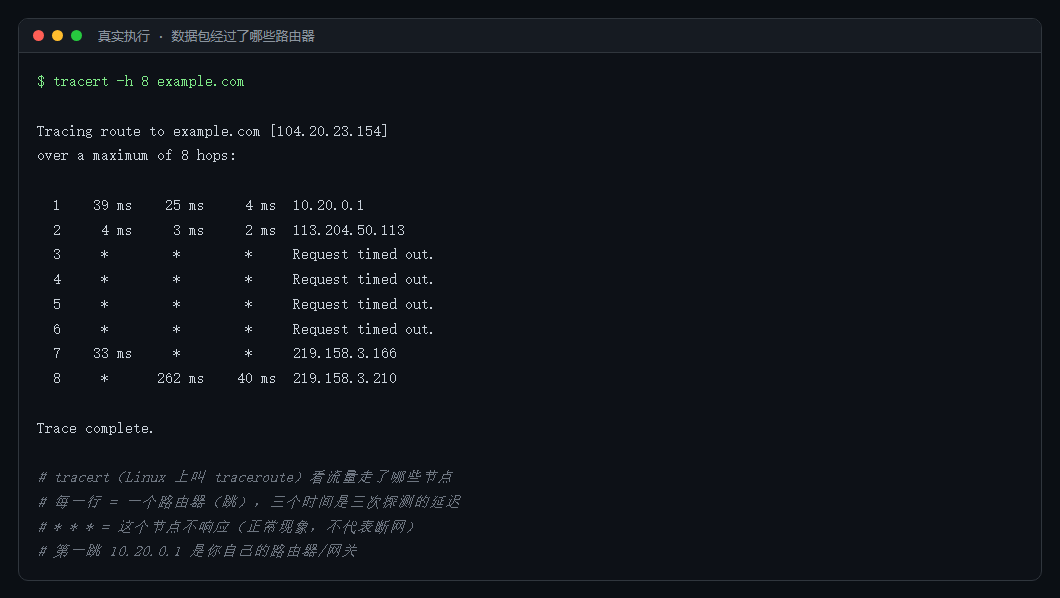 真实执行 · 数据包经过了哪些路由器
$ tracert -h 8 example.com
Tracing route to example.com [104.20.23.154]
over a maximum of 8 hops:
1 39 ms 25 ms 4 ms 10.20.0.1
2 4 ms 3 ms 2 ms 113.204.50.113
3 * * * Request timed out.
4 * * * Request timed out.
5 * * * Request timed out.
6 * * * Request timed out.
7 33 ms * * 219.158.3.166
8 * 262 ms 40 ms 219.158.3.210
Trace complete.
# tracert（Linux 上叫 traceroute）看流量走了哪些节点
# 每一行 = 一个路由器（跳），三个时间是三次探测的延迟
# * * * = 这个节点不响应（正常现象，不代表断网）
# 第一跳 10.20.0.1 是你自己的路由器/网关